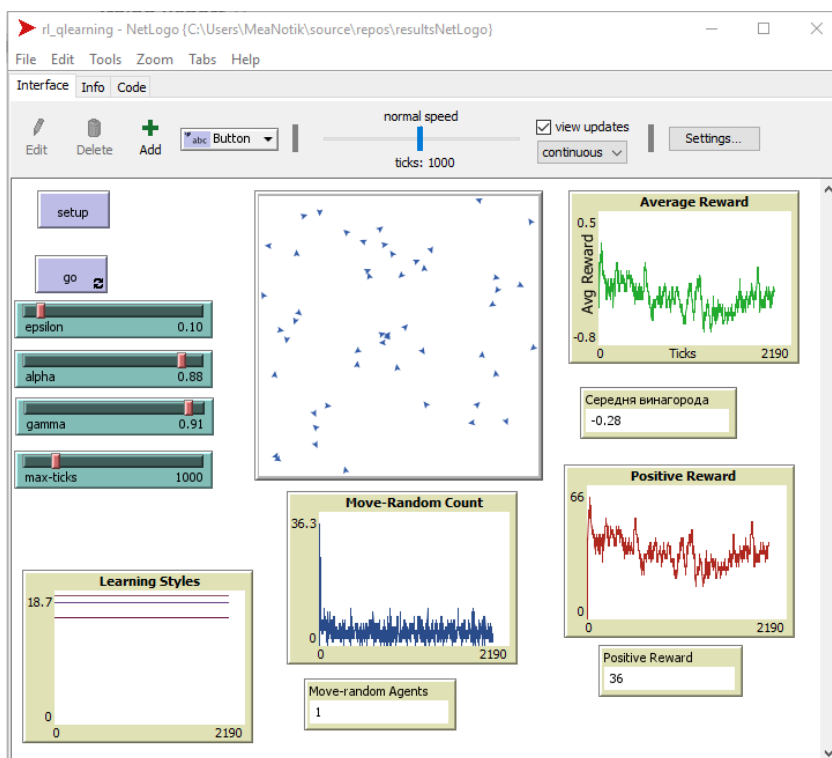 rl_qlearning - NetLogo {C:\Users\MeaNotik\source\repos\resultsNetLogo}
File Edit Tools Zoom Tabs Help
Interface Info Code
Edit Delete Add abc Button
normal speed
ticks: 1000
view updates
continuous
Settings...
setup
go
epsilon 0.10
alpha 0.88
gamma 0.91
max-ticks 1000
Average Reward
0.5
Avg Reward
-0.8
0 Ticks 2190
Середня винагорода
-0.28
Positive Reward
66
0
0 2190
Positive Reward
36
Move-Random Count
36.3
0
0 2190
Move-random Agents
1
Learning Styles
18.7
0
0 2190